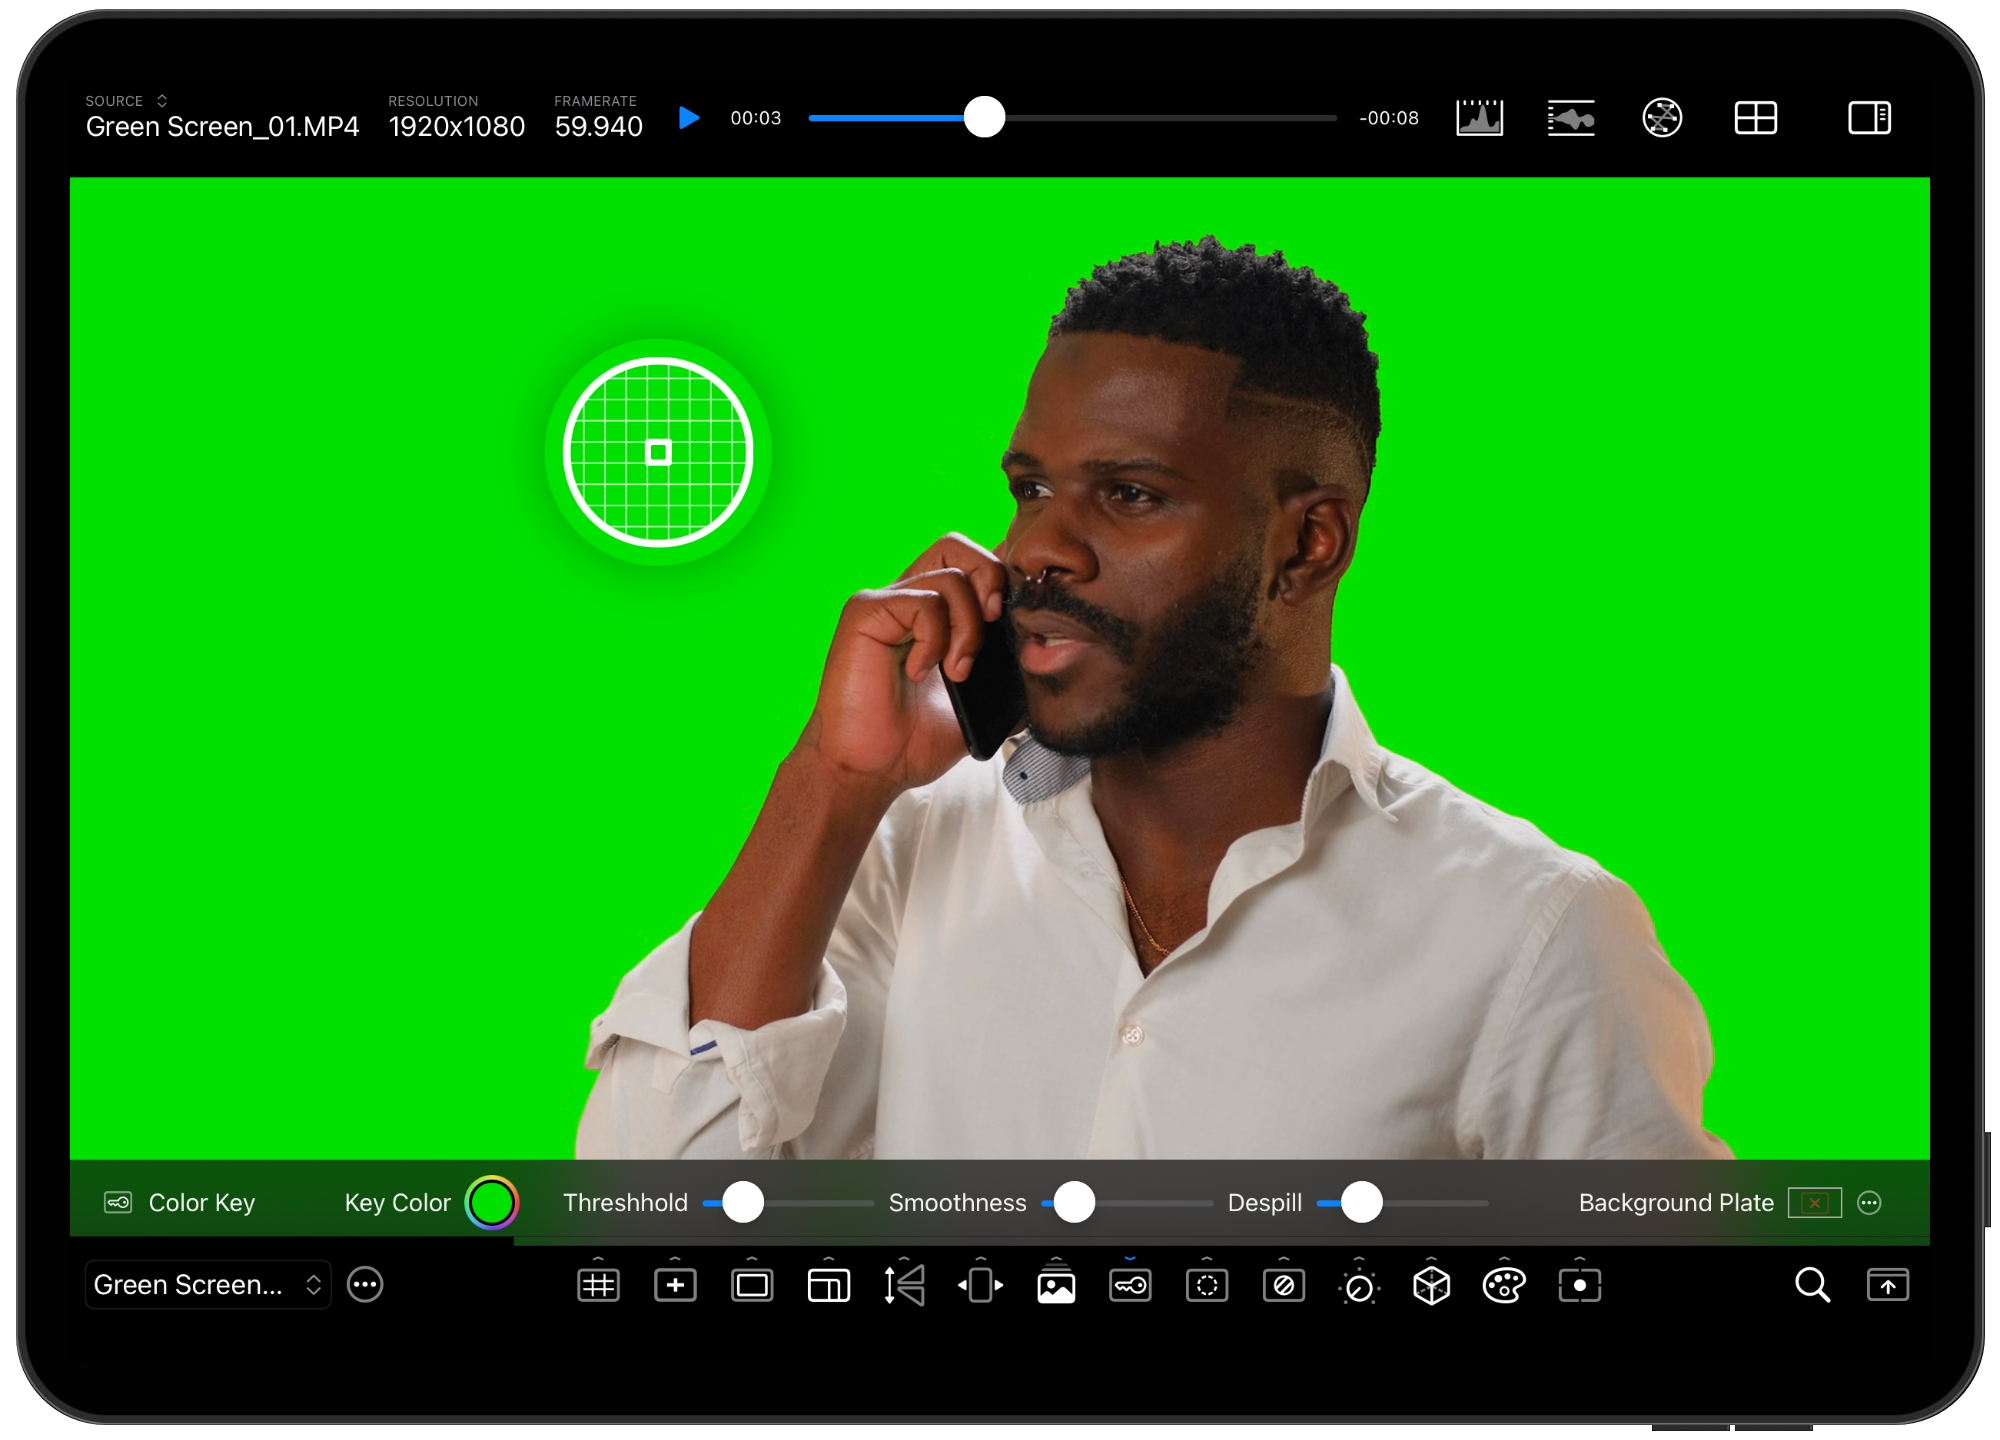 SOURCE
Green Screen_01.MP4
RESOLUTION
1920x1080
FRAMERATE
59.940
00:03
-00:08
Color Key
Key Color
Threshhold
Smoothness
Despill
Background Plate
Green Screen...